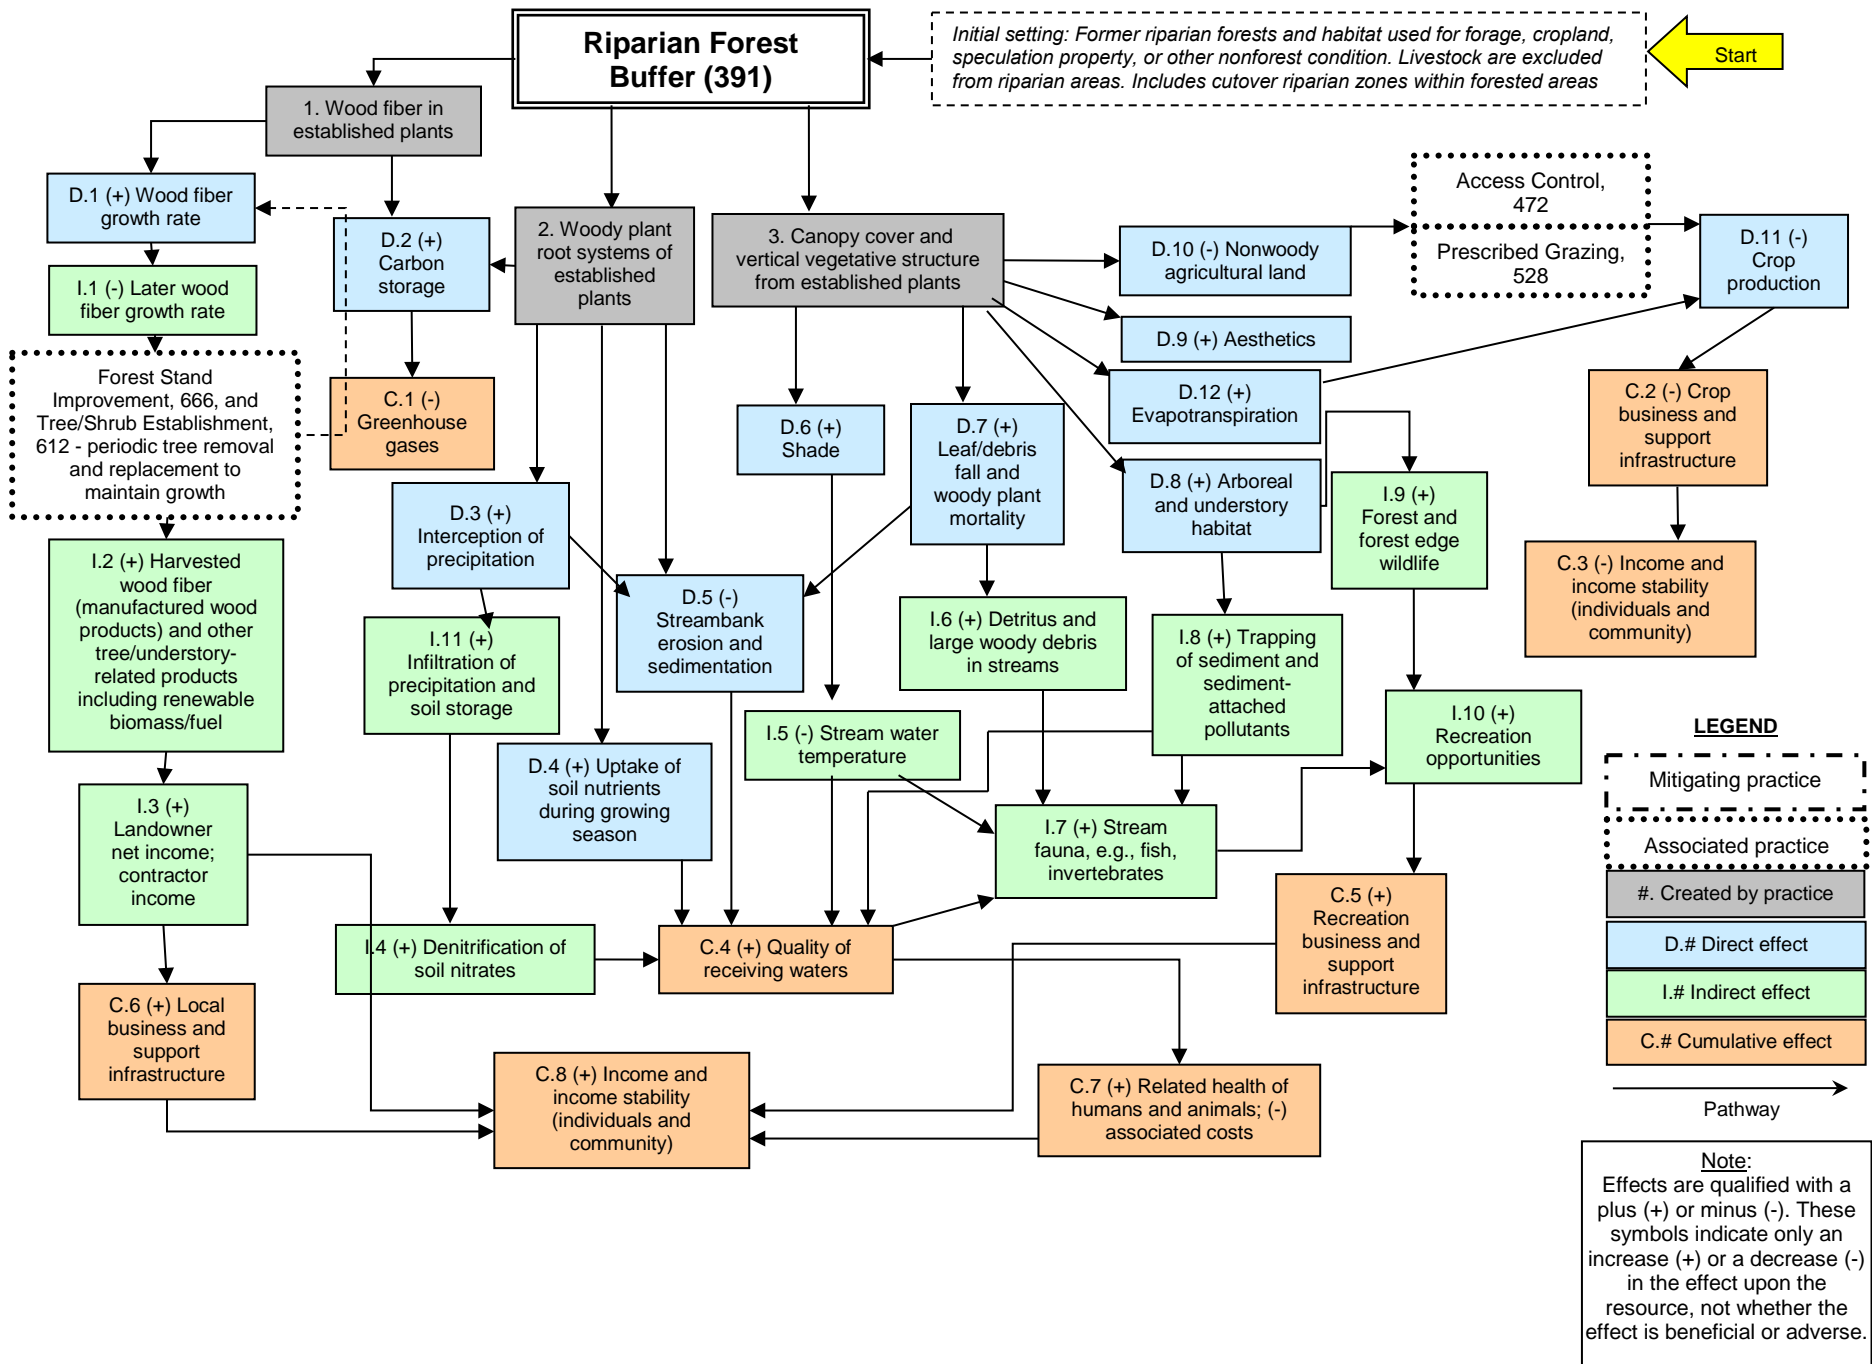 Riparian Forest
Buffer (391)
Initial setting: Former riparian forests and habitat used for forage, cropland,
speculation property, or other nonforest condition. Livestock are excluded
from riparian areas. Includes cutover riparian zones within forested areas
Start
1. Wood fiber in
established plants
D.1 (+) Wood fiber
growth rate
I.1 (-) Later wood
fiber growth rate
Forest Stand
Improvement, 666, and
Tree/Shrub Establishment,
612 - periodic tree removal
and replacement to
maintain growth
I.2 (+) Harvested
wood fiber
(manufactured wood
products) and other
tree/understory-
related products
including renewable
biomass/fuel
I.3 (+)
Landowner
net income;
contractor
income
C.6 (+) Local
business and
support
infrastructure
D.2 (+)
Carbon
storage
C.1 (-)
Greenhouse
gases
2. Woody plant
root systems of
established
plants
D.3 (+)
Interception of
precipitation
I.11 (+)
Infiltration of
precipitation and
soil storage
I.4 (+) Denitrification of
soil nitrates
D.4 (+) Uptake of
soil nutrients
during growing
season
D.5 (-)
Streambank
erosion and
sedimentation
3. Canopy cover and
vertical vegetative structure
from established plants
D.6 (+)
Shade
I.5 (-) Stream water
temperature
D.7 (+)
Leaf/debris
fall and
woody plant
mortality
I.6 (+) Detritus and
large woody debris
in streams
D.10 (-) Nonwoody
agricultural land
D.9 (+) Aesthetics
D.12 (+)
Evapotranspiration
D.8 (+) Arboreal
and understory
habitat
I.8 (+) Trapping
of sediment and
sediment-
attached
pollutants
I.7 (+) Stream
fauna, e.g., fish,
invertebrates
C.4 (+) Quality of
receiving waters
Access Control,
472
Prescribed Grazing,
528
D.11 (-)
Crop
production
C.2 (-) Crop
business and
support
infrastructure
C.3 (-) Income and
income stability
(individuals and
community)
I.9 (+)
Forest and
forest edge
wildlife
I.10 (+)
Recreation
opportunities
C.5 (+)
Recreation
business and
support
infrastructure
C.7 (+) Related health of
humans and animals; (-)
associated costs
C.8 (+) Income and
income stability
(individuals and
community)
LEGEND
Mitigating practice
Associated practice
#. Created by practice
D.# Direct effect
I.# Indirect effect
C.# Cumulative effect
Pathway
Note:
Effects are qualified with a
plus (+) or minus (-). These
symbols indicate only an
increase (+) or a decrease (-)
in the effect upon the
resource, not whether the
effect is beneficial or adverse.